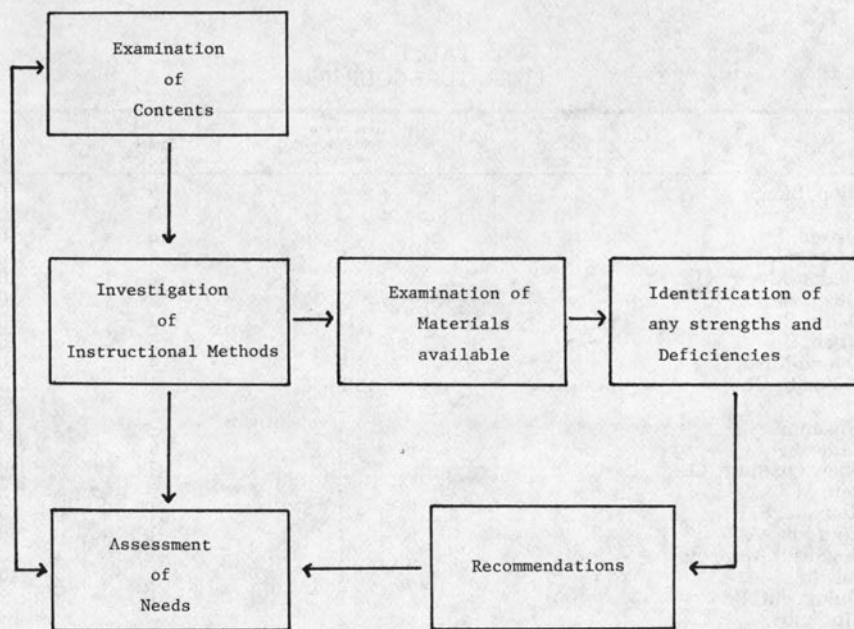 Examination
of
Contents
Investigation
of
Instructional Methods
Examination of
Materials
available
Identification of
any strengths and
Deficiencies
Assessment
of
Needs
Recommendations